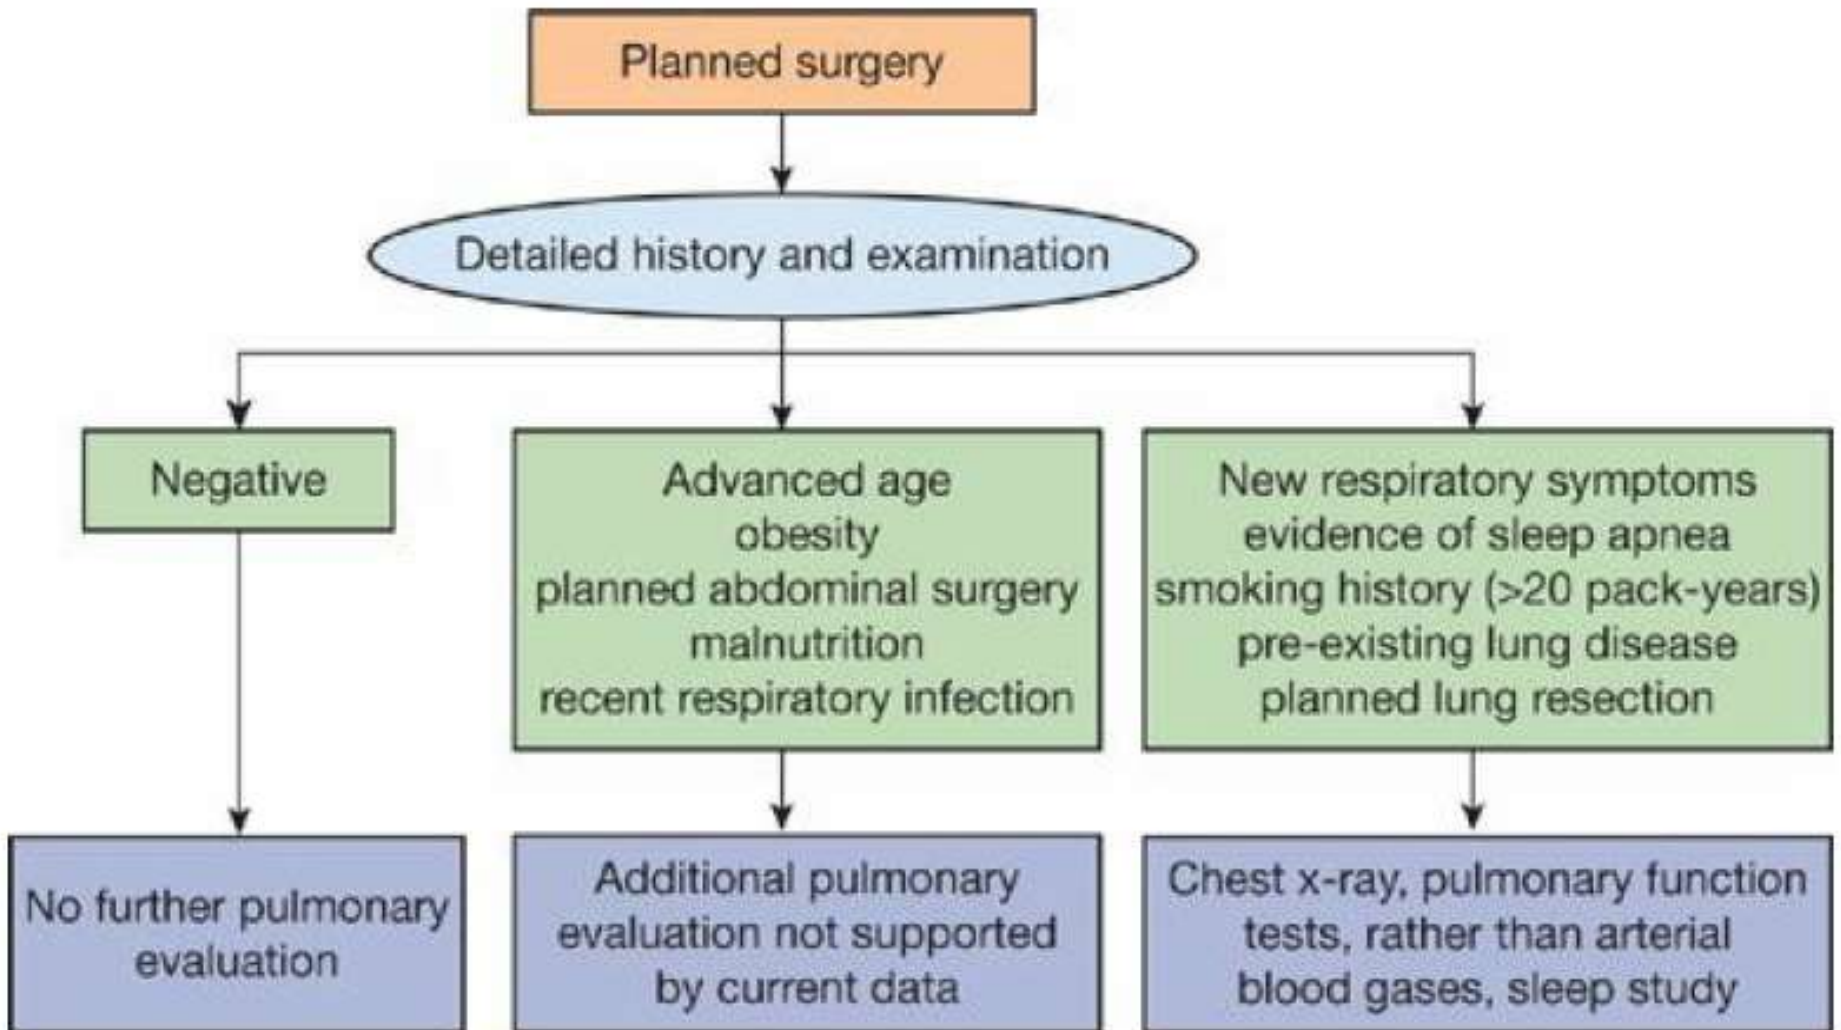 Planned surgery
Detailed history and examination
Negative
Advanced age
obesity
planned abdominal surgery
malnutrition
recent respiratory infection
New respiratory symptoms
evidence of sleep apnea
smoking history (>20 pack-years)
pre-existing lung disease
planned lung resection
No further pulmonary
evaluation
Additional pulmonary
evaluation not supported
by current data
Chest x-ray, pulmonary function
tests, rather than arterial
blood gases, sleep study